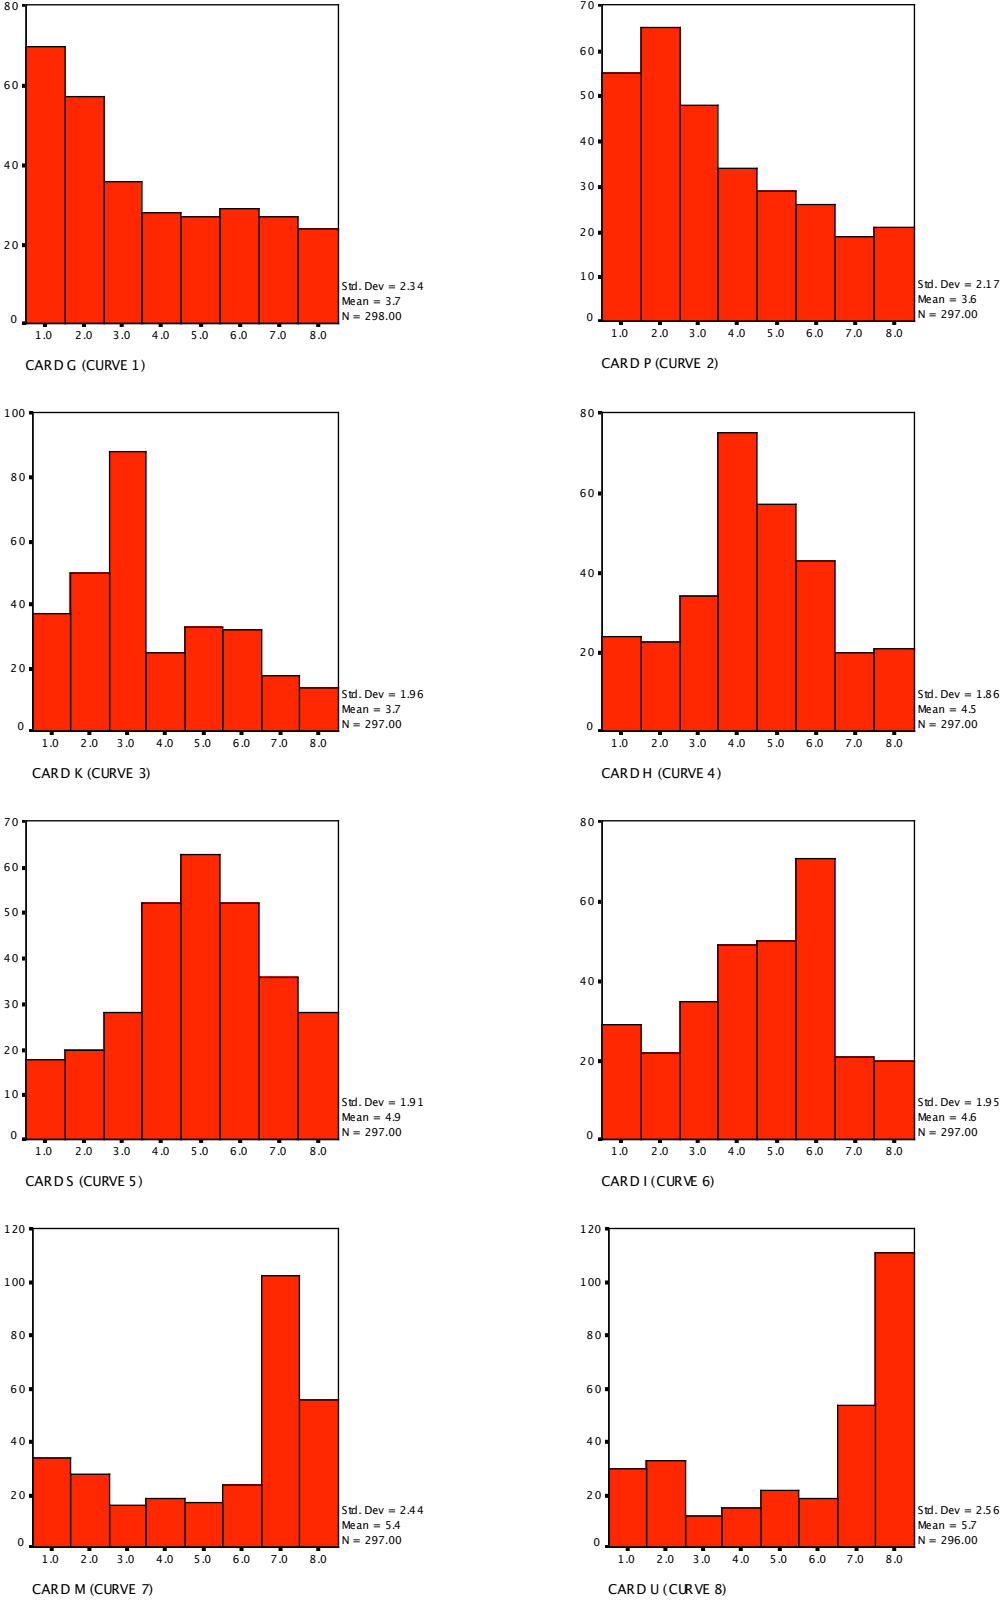 80
60
40
20
0
1.0 2.0 3.0 4.0 5.0 6.0 7.0 8.0
Std. Dev = 2.34
Mean = 3.7
N = 298.00
CARD G (CURVE 1)
70
60
50
40
30
20
10
0
1.0 2.0 3.0 4.0 5.0 6.0 7.0 8.0
Std. Dev = 2.17
Mean = 3.6
N = 297.00
CARD P (CURVE 2)
100
80
60
40
20
0
1.0 2.0 3.0 4.0 5.0 6.0 7.0 8.0
Std. Dev = 1.96
Mean = 3.7
N = 297.00
CARD K (CURVE 3)
80
60
40
20
0
1.0 2.0 3.0 4.0 5.0 6.0 7.0 8.0
Std. Dev = 1.86
Mean = 4.5
N = 297.00
CARD H (CURVE 4)
70
60
50
40
30
20
10
0
1.0 2.0 3.0 4.0 5.0 6.0 7.0 8.0
Std. Dev = 1.91
Mean = 4.9
N = 297.00
CARD S (CURVE 5)
80
60
40
20
0
1.0 2.0 3.0 4.0 5.0 6.0 7.0 8.0
Std. Dev = 1.95
Mean = 4.6
N = 297.00
CARD I (CURVE 6)
120
100
80
60
40
20
0
1.0 2.0 3.0 4.0 5.0 6.0 7.0 8.0
Std. Dev = 2.44
Mean = 5.4
N = 297.00
CARD M (CURVE 7)
120
100
80
60
40
20
0
1.0 2.0 3.0 4.0 5.0 6.0 7.0 8.0
Std. Dev = 2.56
Mean = 5.7
N = 296.00
CARD U (CURVE 8)